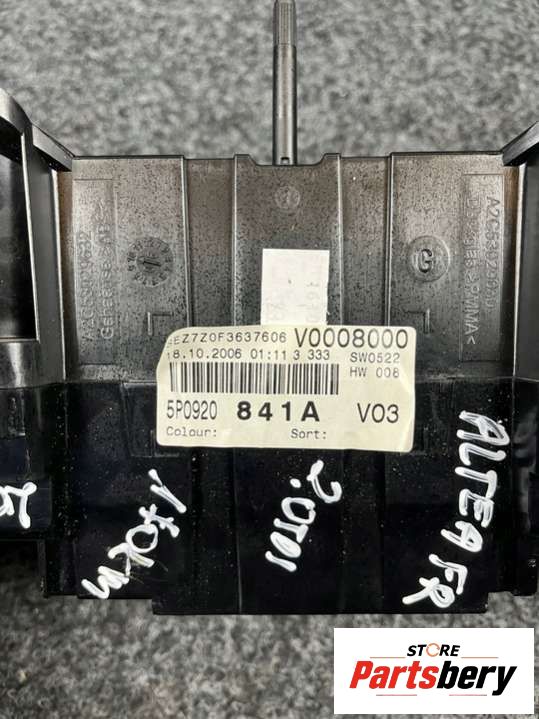 SEZ7Z0F3637606 V0008000
18.10.2006 01:11 3 333 SW0522
HW 008
5P0920 841A V03
Colour: Sort:
ALTEA FR
2.0TDI
170KM
STORE
Partsbery